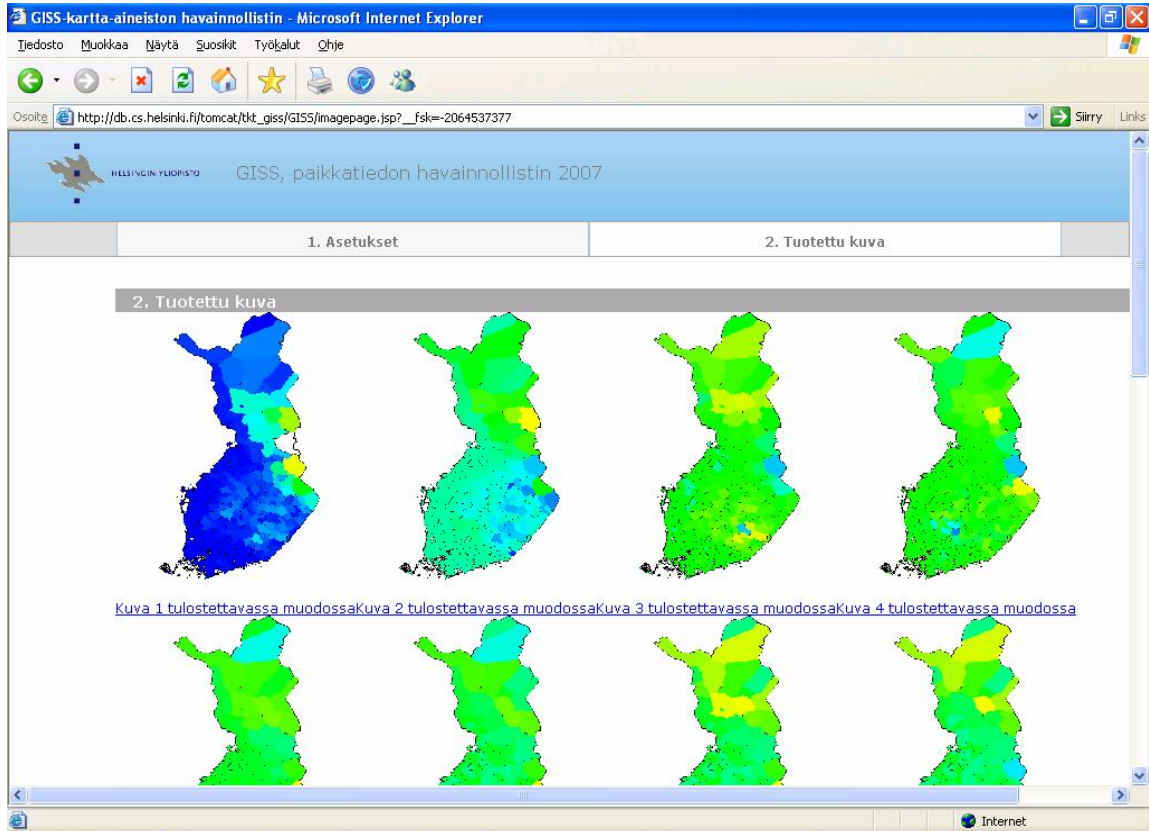 GISS-kartta-aineiston havainnollistin - Microsoft Internet Explorer
Tiedosto Muokkaa Näytä Suosikit Työkalut Ohje
Osoite http://db.cs.helsinki.fi/tomcat/tkt_giss/GISS/imagepage.jsp?__fsk=-2064537377 Siirry Links
HELSINGIN YLIOPISTO GISS, paikkatiedon havainnollistin 2007
1. Asetukset 2. Tuotettu kuva
2. Tuotettu kuva
Kuva 1 tulostettavassa muodossaKuva 2 tulostettavassa muodossaKuva 3 tulostettavassa muodossaKuva 4 tulostettavassa muodossa
Internet